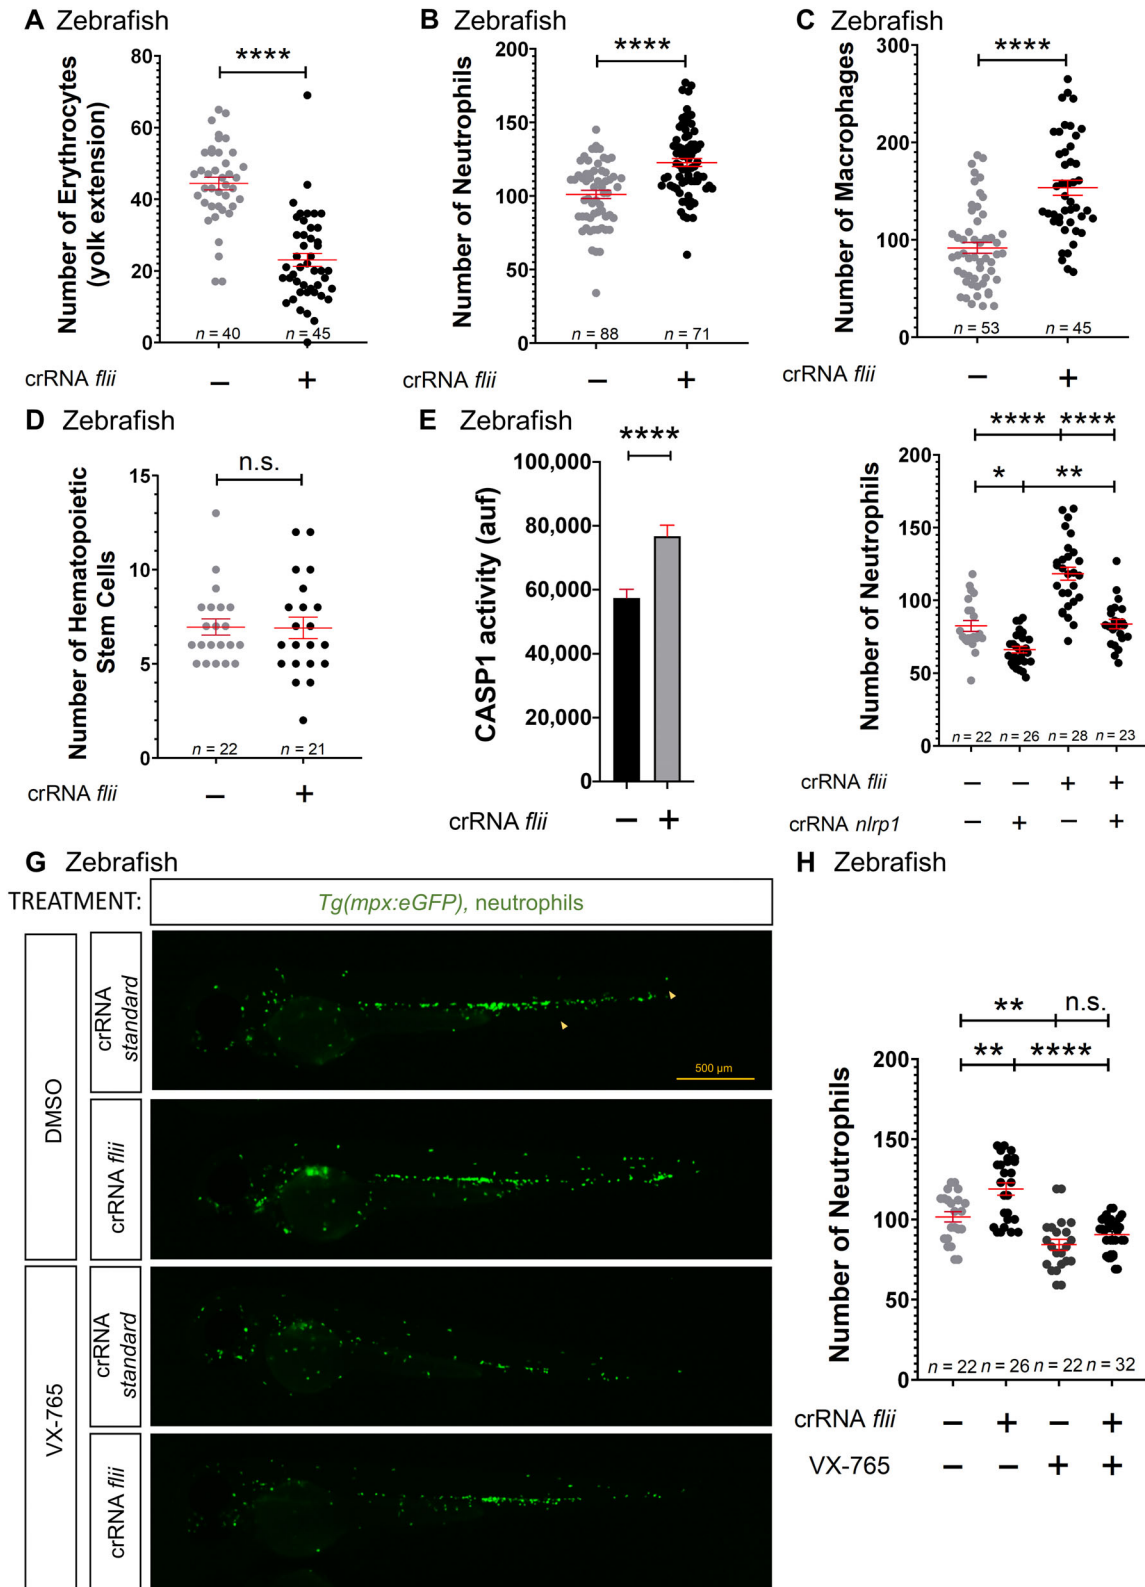 A Zebrafish
****
Number of Erythrocytes
(yolk extension)
80
60
40
20
0
n = 40
n = 45
crRNA flii
−
+
B Zebrafish
****
Number of Neutrophils
200
150
100
50
0
n = 88
n = 71
crRNA flii
−
+
C Zebrafish
****
Number of Macrophages
300
200
100
0
n = 53
n = 45
crRNA flii
−
+
D Zebrafish
n.s.
Number of Hematopoietic
Stem Cells
15
10
5
0
n = 22
n = 21
crRNA flii
−
+
E Zebrafish
****
CASP1 activity (auf)
100,000
80,000
60,000
40,000
20,000
0
crRNA flii
−
+
**** ****
* **
Number of Neutrophils
200
150
100
50
0
n = 22 n = 26 n = 28 n = 23
crRNA flii − − + +
crRNA nlrp1 − + − +
G Zebrafish
TREATMENT:
Tg(mpx:eGFP), neutrophils
DMSO
crRNA
standard
500 µm
crRNA flii
VX-765
crRNA
standard
crRNA flii
H Zebrafish
** n.s.
** ****
Number of Neutrophils
200
150
100
50
0
n = 22 n = 26 n = 22 n = 32
crRNA flii − + − +
VX-765 − − + +